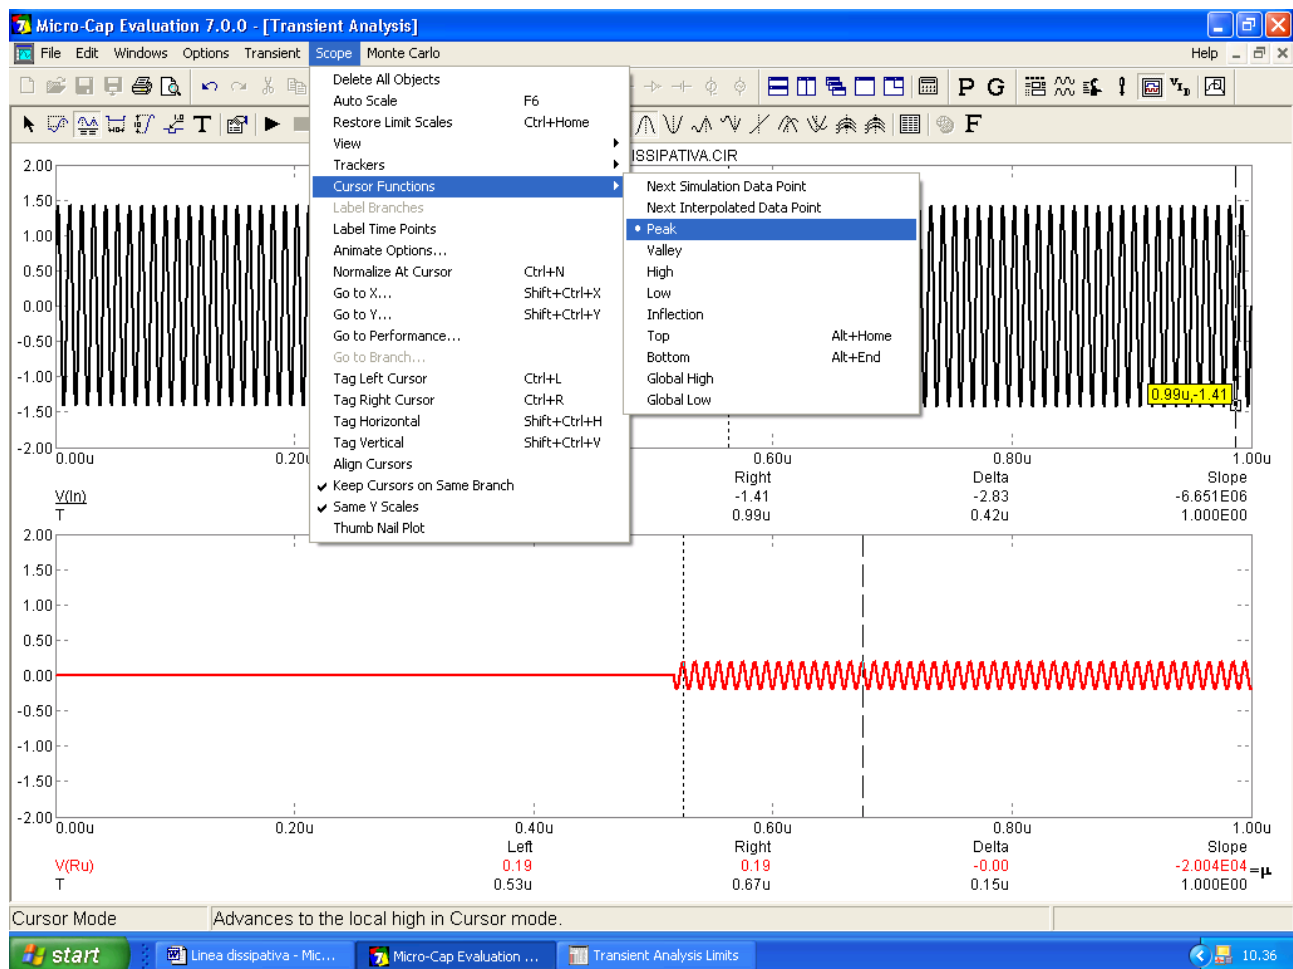 Micro-Cap Evaluation 7.0.0 - [Transient Analysis]
File Edit Windows Options Transient Scope Monte Carlo Help
P G
T F
ISSIPATIVA.CIR
Delete All Objects
Auto Scale F6
Restore Limit Scales Ctrl+Home
View
Trackers
Cursor Functions
Label Branches
Label Time Points
Animate Options...
Normalize At Cursor Ctrl+N
Go to X... Shift+Ctrl+X
Go to Y... Shift+Ctrl+Y
Go to Performance...
Go to Branch...
Tag Left Cursor Ctrl+L
Tag Right Cursor Ctrl+R
Tag Horizontal Shift+Ctrl+H
Tag Vertical Shift+Ctrl+V
Align Cursors
Keep Cursors on Same Branch
Same Y Scales
Thumb Nail Plot
Next Simulation Data Point
Next Interpolated Data Point
Peak
Valley
High
Low
Inflection
Top Alt+Home
Bottom Alt+End
Global High
Global Low
2.00
1.50
1.00
0.50
0.00
-0.50
-1.00
-1.50
-2.00
0.99u,-1.41
0.00u 0.20u 0.60u 0.80u 1.00u
Right Delta Slope
V(In) -1.41 -2.83 -6.651E06
T 0.99u 0.42u 1.000E00
2.00
1.50
1.00
0.50
0.00
-0.50
-1.00
-1.50
-2.00
0.00u 0.20u 0.40u 0.60u 0.80u 1.00u
Left Right Delta Slope
V(Ru) 0.19 0.19 -0.00 -2.004E04
=µ
T 0.53u 0.67u 0.15u 1.000E00
Cursor Mode Advances to the local high in Cursor mode.
start Linea dissipativa - Mic... Micro-Cap Evaluation ... Transient Analysis Limits 10.36